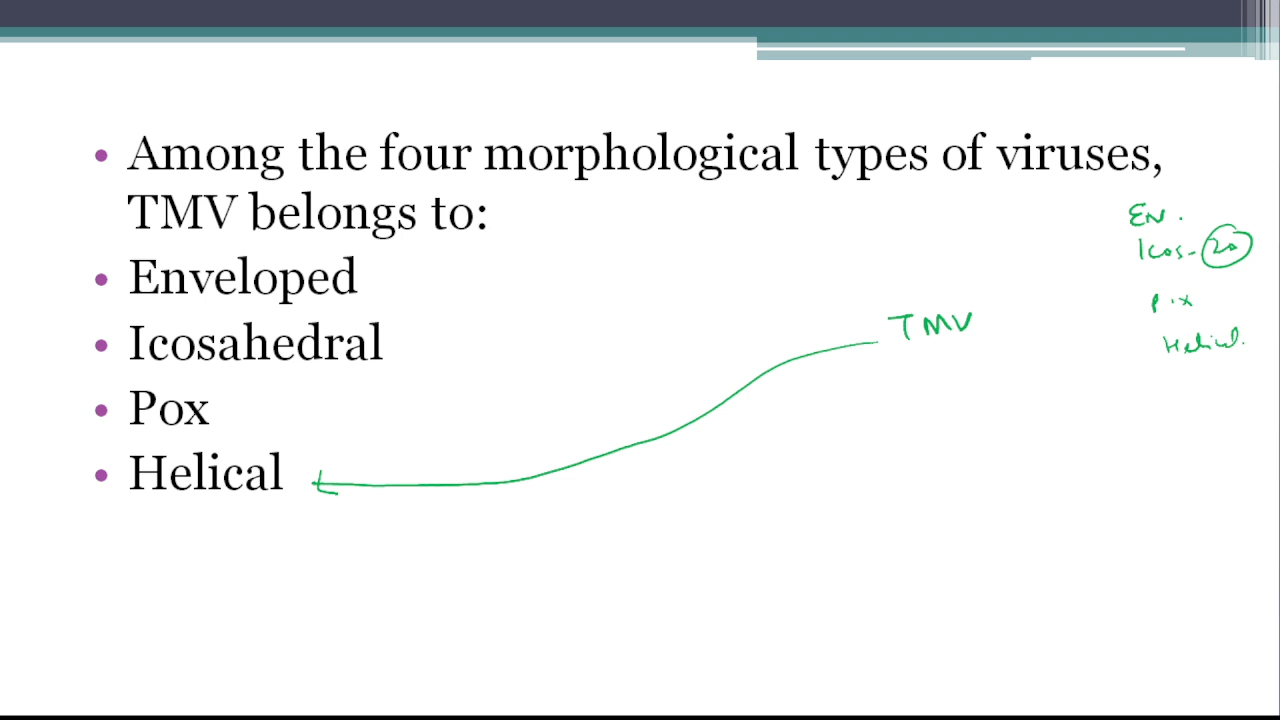 • Among the four morphological types of viruses,
TMV belongs to:
• Enveloped
• Icosahedral
• Pox
• Helical
TMV
EN.
Icos- 20
Pox
Helical.